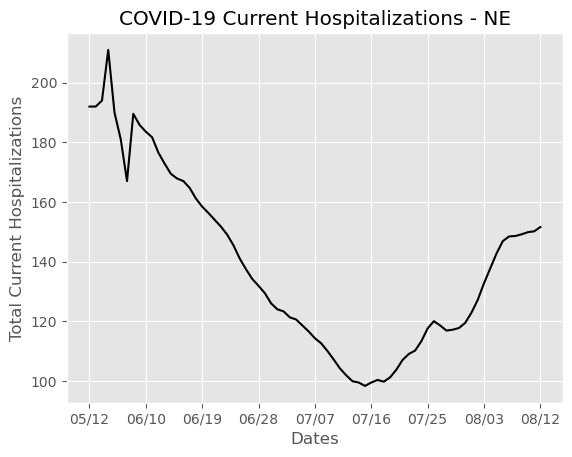 COVID-19 Current Hospitalizations - NE
Total Current Hospitalizations
200
180
160
140
120
100
05/12 06/10 06/19 06/28 07/07 07/16 07/25 08/03 08/12
Dates